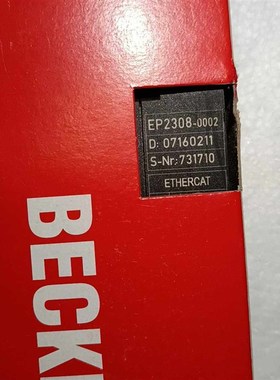 EP2308-0002
D: 07160211
S-Nr: 731710
ETHERCAT
BECK